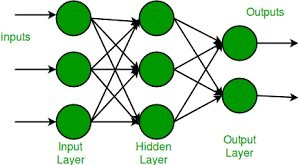 Outputs
inputs
Input
Layer
Hidden
Layer
Output
Layer